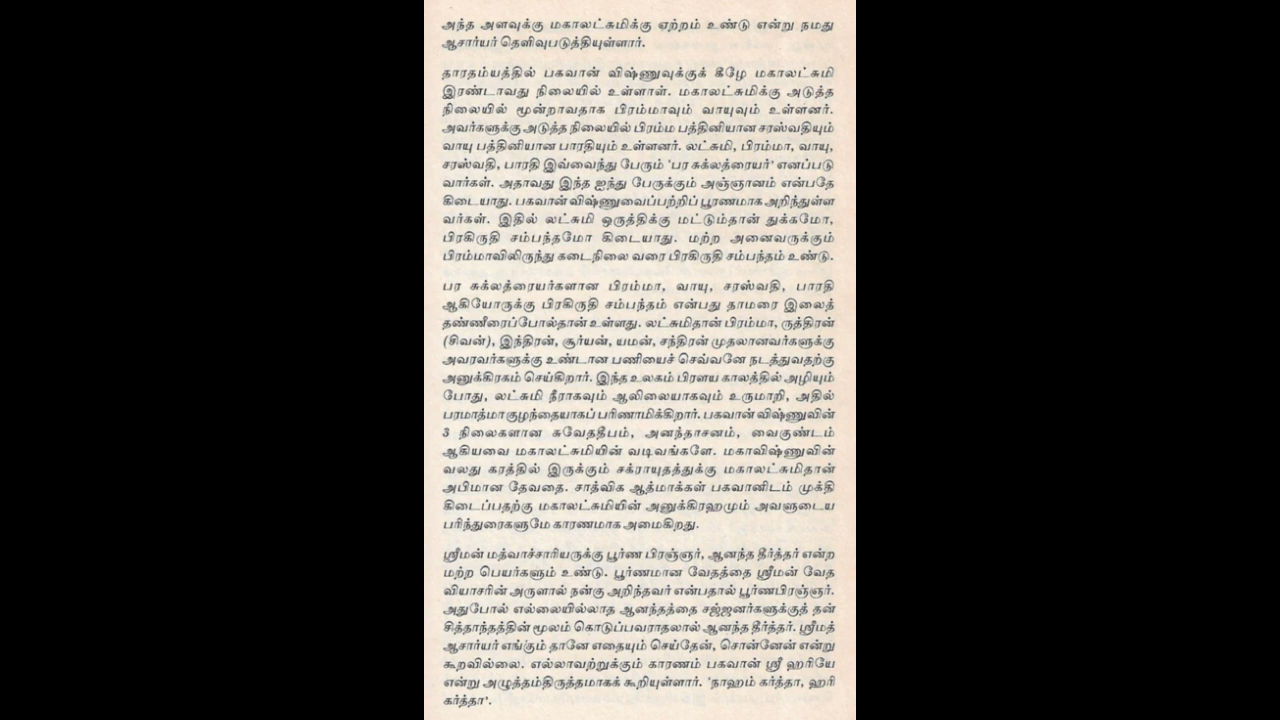 அந்த அளவுக்கு மகாலட்சுமிக்கு ஏற்றம் உண்டு என்று நமது
ஆசார்யர் தெளிவுபடுத்தியுள்ளார்.
தாரதம்யத்தில் பகவான் விஷ்ணுவுக்குக் கீழே மகாலட்சுமி
இரண்டாவது நிலையில் உள்ளாள். மகாலட்சுமிக்கு அடுத்த
நிலையில் மூன்றாவதாக பிரம்மாவும் வாயுவும் உள்ளனர்.
அவர்களுக்கு அடுத்த நிலையில் பிரம்ம பத்தினியான சரஸ்வதியும்
வாயு பத்தினியான பாரதியும் உள்ளனர். லட்சுமி, பிரம்மா, வாயு,
சரஸ்வதி, பாரதி இவ்வைந்து பேரும் 'பர சுக்லத்ரையர்' எனப்படு
வார்கள். அதாவது இந்த ஐந்து பேருக்கும் அஞ்ஞானம் என்பதே
கிடையாது. பகவான் விஷ்ணுவைப்பற்றிப் பூரணமாக அறிந்துள்ள
வர்கள். இதில் லட்சுமி ஒருத்திக்கு மட்டும்தான் துக்கமோ,
பிரகிருதி சம்பந்தமோ கிடையாது. மற்ற அனைவருக்கும்
பிரம்மாவிலிருந்து கடைநிலை வரை பிரகிருதி சம்பந்தம் உண்டு.
பர சுக்லத்ரையர்களான பிரம்மா, வாயு, சரஸ்வதி, பாரதி
ஆகியோருக்கு பிரகிருதி சம்பந்தம் என்பது தாமரை இலைத்
தண்ணீரைப்போல்தான் உள்ளது. லட்சுமிதான் பிரம்மா, ருத்திரன்
(சிவன்), இந்திரன், சூர்யன், யமன், சந்திரன் முதலானவர்களுக்கு
அவரவர்களுக்கு உண்டான பணியைச் செவ்வனே நடத்துவதற்கு
அனுக்கிரகம் செய்கிறார். இந்த உலகம் பிரளய காலத்தில் அழியும்
போது, லட்சுமி நீராகவும் ஆலிலையாகவும் உருமாறி, அதில்
பரமாத்மா குழந்தையாகப் பரிணாமிக்கிறார். பகவான் விஷ்ணுவின்
3 நிலைகளான சுவேததீபம், அனந்தாசனம், வைகுண்டம்
ஆகியவை மகாலட்சுமியின் வடிவங்களே. மகாவிஷ்ணுவின்
வலது கரத்தில் இருக்கும் சக்ராயுதத்துக்கு மகாலட்சுமிதான்
அபிமான தேவதை. சாத்விக ஆத்மாக்கள் பகவானிடம் முக்தி
கிடைப்பதற்கு மகாலட்சுமியின் அனுக்கிரஹமும் அவளுடைய
பரிந்துரைகளுமே காரணமாக அமைகிறது.
ஸ்ரீமன் மத்வாச்சாரியருக்கு பூர்ண பிரஞ்ஞர், ஆனந்த தீர்த்தர் என்ற
மற்ற பெயர்களும் உண்டு. பூர்ணமான வேதத்தை ஸ்ரீமன் வேத
வியாசரின் அருளால் நன்கு அறிந்தவர் என்பதால் பூர்ணபிரஞ்ஞர்.
அதுபோல் எல்லையில்லாத ஆனந்தத்தை சஜ்ஜனர்களுக்குத் தன்
சித்தாந்தத்தின் மூலம் கொடுப்பவராதலால் ஆனந்த தீர்த்தர். ஸ்ரீமத்
ஆசார்யர் எங்கும் தானே எதையும் செய்தேன், சொன்னேன் என்று
கூறவில்லை. எல்லாவற்றுக்கும் காரணம் பகவான் ஸ்ரீ ஹரியே
என்று அழுத்தம்திருத்தமாகக் கூறியுள்ளார். 'நாஹம் கர்த்தா, ஹரி
கர்த்தா'.